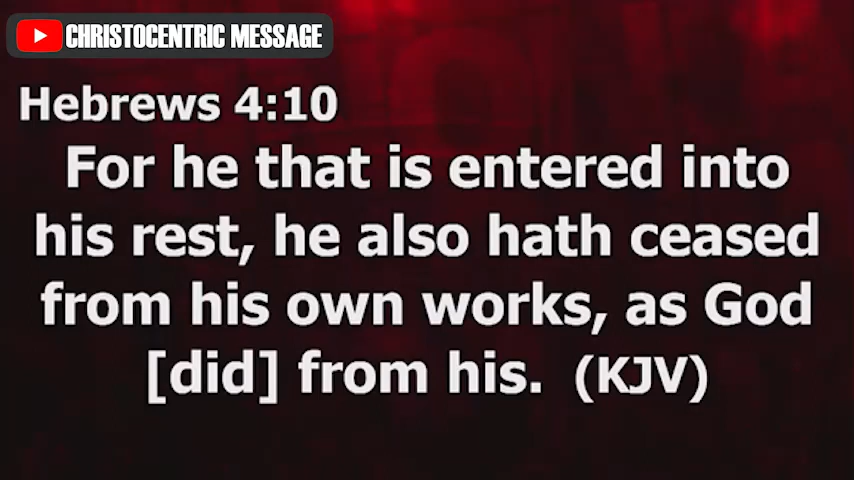 CHRISTOCENTRIC MESSAGE
Hebrews 4:10
For he that is entered into
his rest, he also hath ceased
from his own works, as God
[did] from his. (KJV)